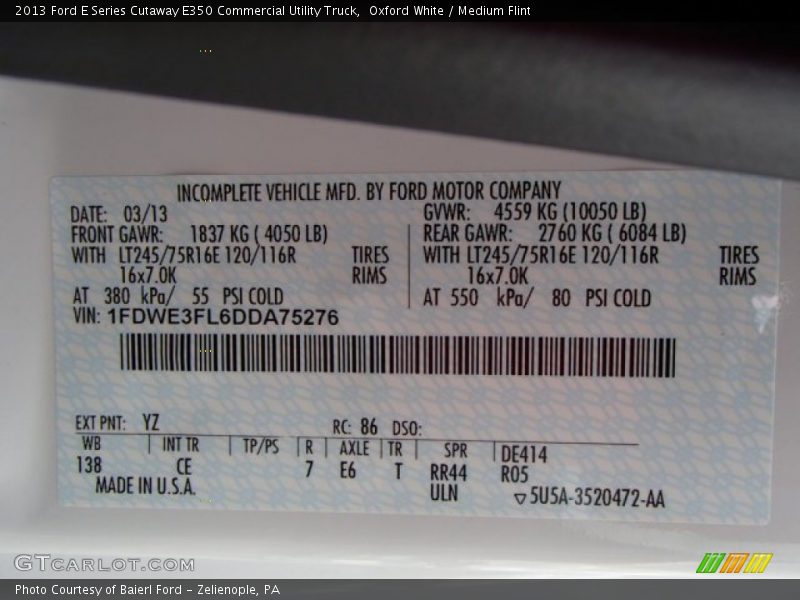 2013 Ford E Series Cutaway E350 Commercial Utility Truck,  Oxford White / Medium Flint
INCOMPLETE VEHICLE MFD. BY FORD MOTOR COMPANY
DATE: 03/13
GVWR: 4559 KG (10050 LB)
FRONT GAWR: 1837 KG ( 4050 LB)
REAR GAWR: 2760 KG ( 6084 LB)
WITH LT245/75R16E 120/116R TIRES
WITH LT245/75R16E 120/116R TIRES
16x7.0K RIMS
16x7.0K RIMS
AT 380 kPa/ 55 PSI COLD
AT 550 kPa/ 80 PSI COLD
VIN: 1FDWE3FL6DDA75276
EXT PNT: YZ RC: 86 DSO:
WB INT TR TP/PS R AXLE TR SPR DE414
138 CE 7 E6 T RR44 R05
MADE IN U.S.A. ULN ▽5U5A-3520472-AA
GTCARLOT.COM
Photo Courtesy of Baierl Ford - Zelienople, PA